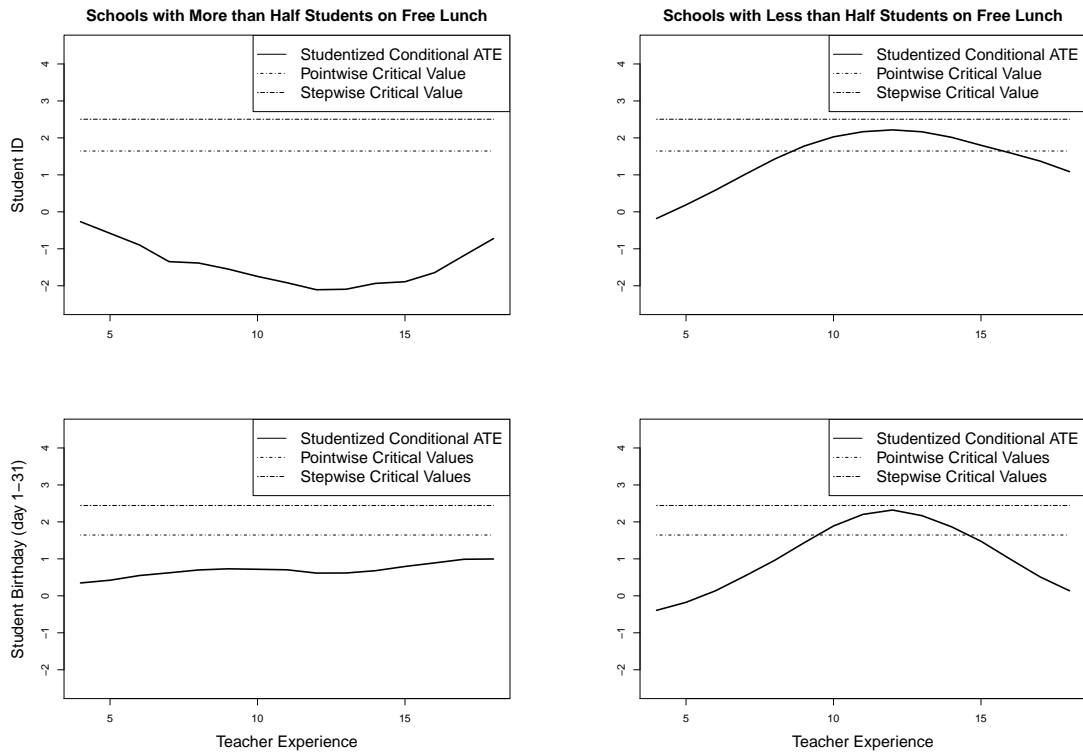 Schools with More than Half Students on Free Lunch
Student ID
4
3
2
1
0
−1
−2
Studentized Conditional ATE
Pointwise Critical Value
Stepwise Critical Value
5
10
15
Schools with Less than Half Students on Free Lunch
4
3
2
1
0
−1
−2
Studentized Conditional ATE
Pointwise Critical Value
Stepwise Critical Value
5
10
15
Student Birthday (day 1−31)
4
3
2
1
0
−1
−2
Studentized Conditional ATE
Pointwise Critical Values
Stepwise Critical Values
5
10
15
Teacher Experience
4
3
2
1
0
−1
−2
Studentized Conditional ATE
Pointwise Critical Values
Stepwise Critical Values
5
10
15
Teacher Experience